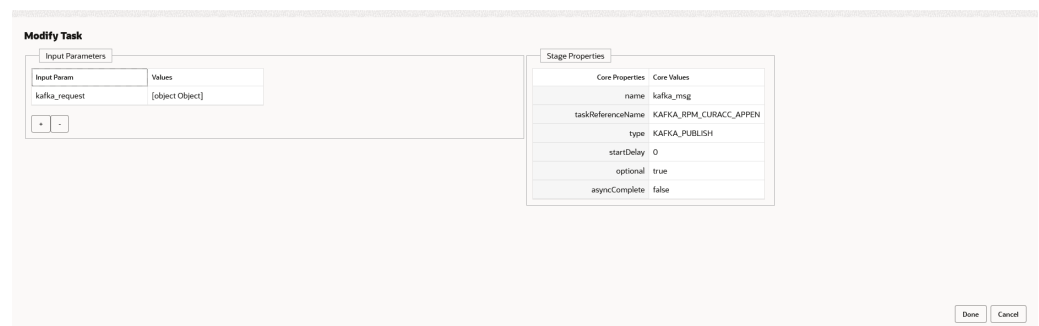 Modify Task
Input Parameters
Input Param Values
kafka_request [object Object]
+ -
Stage Properties
Core Properties Core Values
name kafka_msg
taskReferenceName KAFKA_RPM_CURACC_APPEN
type KAFKA_PUBLISH
startDelay 0
optional true
asyncComplete false
Done Cancel